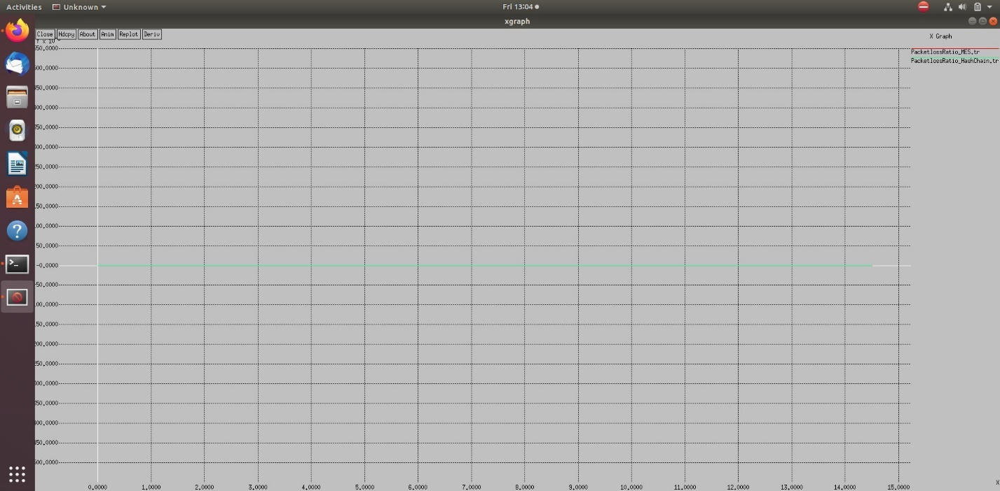 Activities
Unknown
Fri 13:04
xgraph
Close Hdcpy About Anim Replot Deriv
X Graph
PacketlossRatio_MES.tr
PacketlossRatio_HashChain.tr
50.0000
00.0000
50.0000
00.0000
50.0000
00.0000
50.0000
00.0000
50.0000
00.0000
50.0000
-0.0000
50.0000
00.0000
50.0000
00.0000
50.0000
00.0000
50.0000
00.0000
50.0000
00.0000
0.0000 1.0000 2.0000 3.0000 4.0000 5.0000 6.0000 7.0000 8.0000 9.0000 10.0000 11.0000 12.0000 13.0000 14.0000 15.0000
X